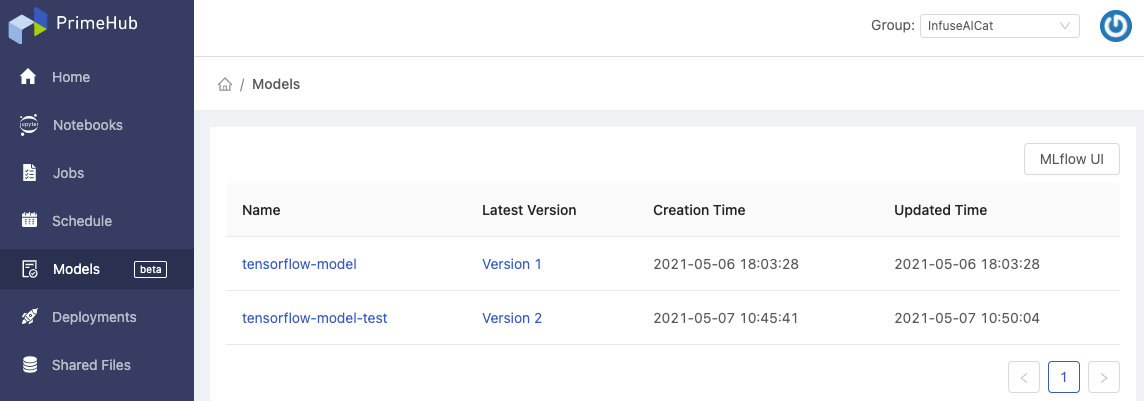 PrimeHub
Group: InfuseAICat
Home
Notebooks
Jobs
Schedule
Models beta
Deployments
Shared Files
/ Models
MLflow UI
Name Latest Version Creation Time Updated Time
tensorflow-model Version 1 2021-05-06 18:03:28 2021-05-06 18:03:28
tensorflow-model-test Version 2 2021-05-07 10:45:41 2021-05-07 10:50:04
< 1 >